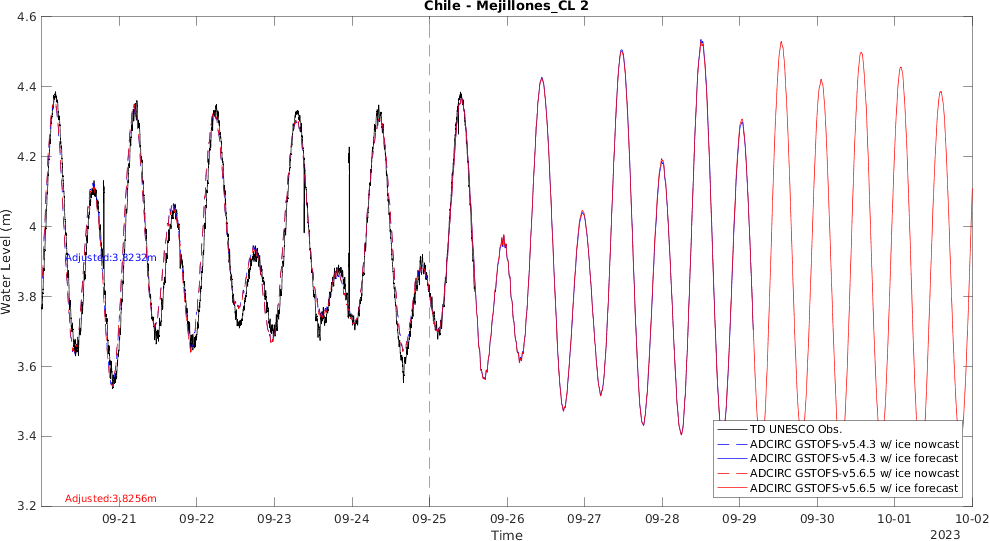 Chile - Mejillones_CL 2
4.6
4.4
4.2
4
3.8
3.6
3.4
3.2
Water Level (m)
Adjusted:3.8232m
Adjusted:3.8256m
TD UNESCO Obs.
ADCIRC GSTOFS-v5.4.3 w/ ice nowcast
ADCIRC GSTOFS-v5.4.3 w/ ice forecast
ADCIRC GSTOFS-v5.6.5 w/ ice nowcast
ADCIRC GSTOFS-v5.6.5 w/ ice forecast
09-21 09-22 09-23 09-24 09-25 09-26 09-27 09-28 09-29 09-30 10-01 10-02
Time
2023